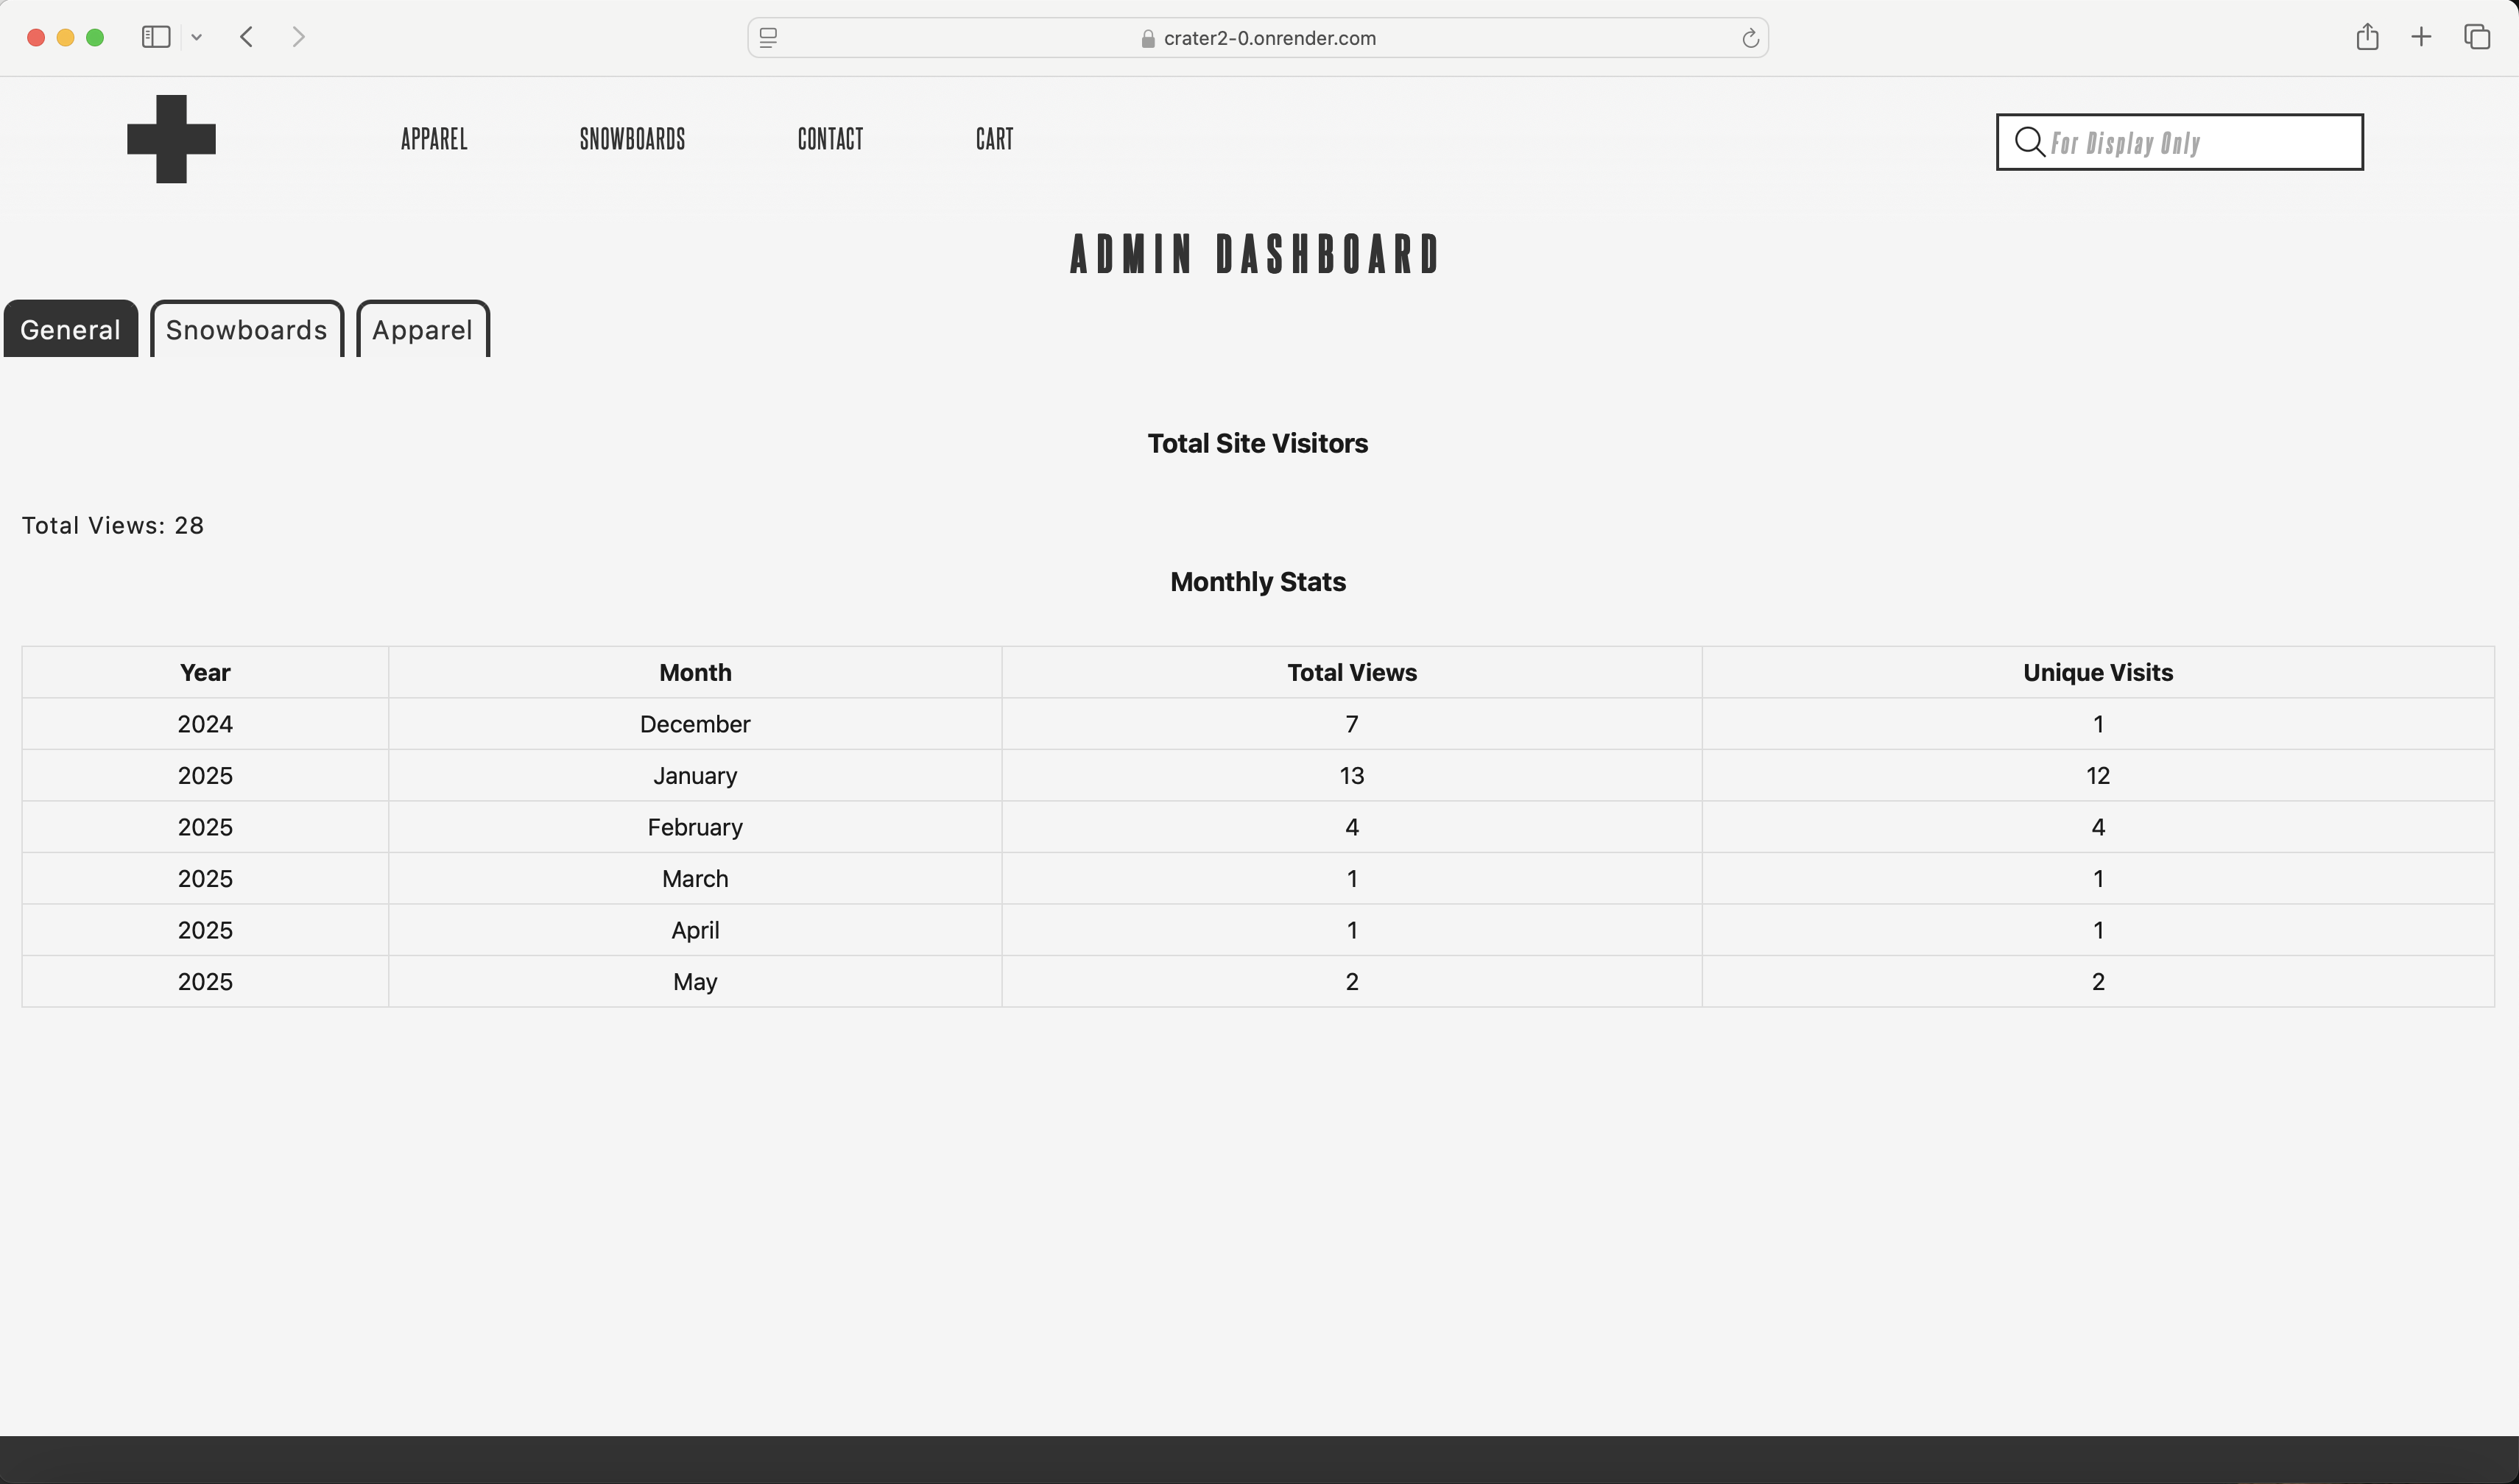 crater2-0.onrender.com
APPAREL SNOWBOARDS CONTACT CART For Display Only
ADMIN DASHBOARD
General Snowboards Apparel
Total Site Visitors
Total Views: 28
Monthly Stats
Year Month Total Views Unique Visits
2024 December 7 1
2025 January 13 12
2025 February 4 4
2025 March 1 1
2025 April 1 1
2025 May 2 2